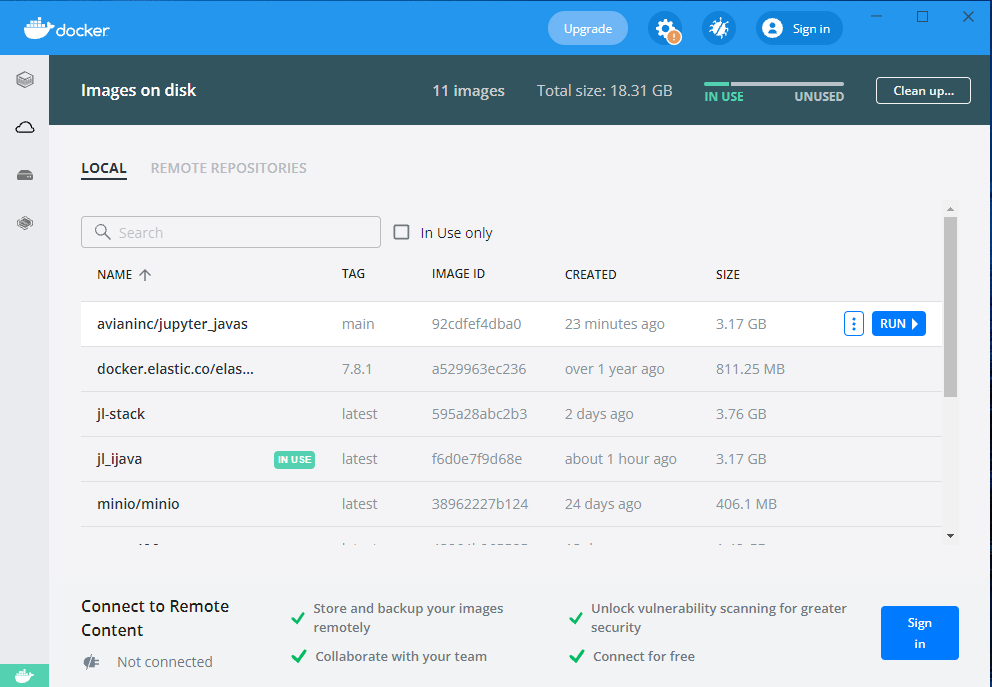 docker
Upgrade
Sign in
Images on disk
11 images
Total size: 18.31 GB
IN USE
UNUSED
Clean up...
LOCAL
REMOTE REPOSITORIES
Search
In Use only
NAME TAG IMAGE ID CREATED SIZE
avianinc/jupyter_javas main 92cdfef4dba0 23 minutes ago 3.17 GB RUN
docker.elastic.co/elas... 7.8.1 a529963ec236 over 1 year ago 811.25 MB
jl-stack latest 595a28abc2b3 2 days ago 3.76 GB
jl_ijava IN USE latest f6d0e7f9d68e about 1 hour ago 3.17 GB
minio/minio latest 38962227b124 24 days ago 406.1 MB
Connect to Remote
Content
Not connected
Store and backup your images
remotely
Collaborate with your team
Unlock vulnerability scanning for greater
security
Connect for free
Sign
in